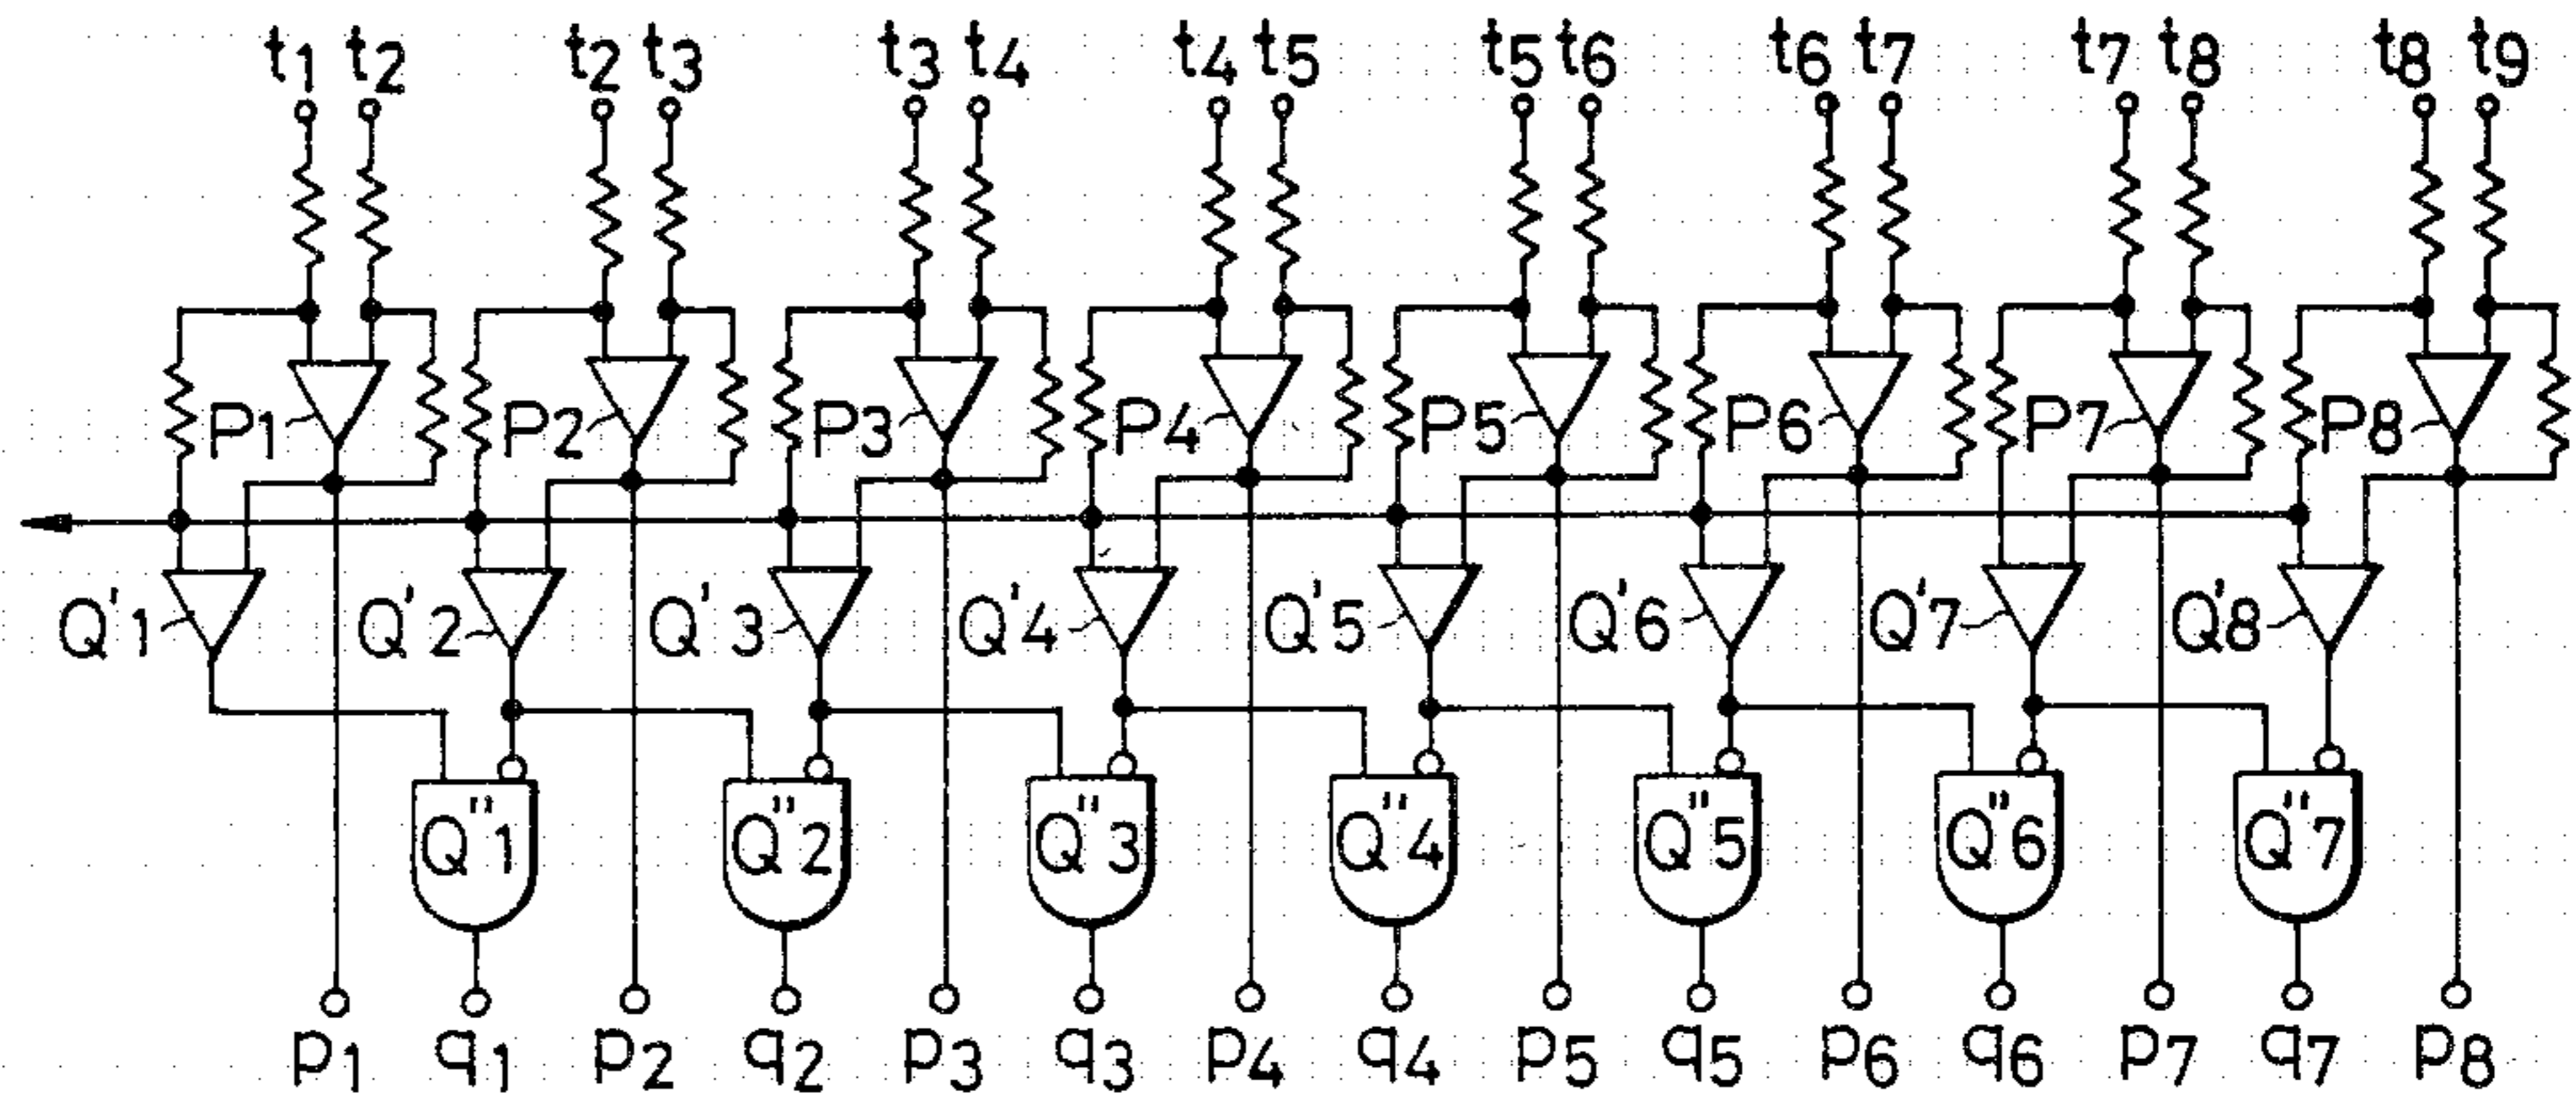 t1 t2 t2 t3 t3 t4 t4 t5 t5 t6 t6 t7 t7 t8 t8 t9
P1 P2 P3 P4 P5 P6 P7 P8
Q'1 Q'2 Q'3 Q'4 Q'5 Q'6 Q'7 Q'8
Q"1 Q"2 Q"3 Q"4 Q"5 Q"6 Q"7
p1 q1 p2 q2 p3 q3 p4 q4 p5 q5 p6 q6 p7 q7 p8